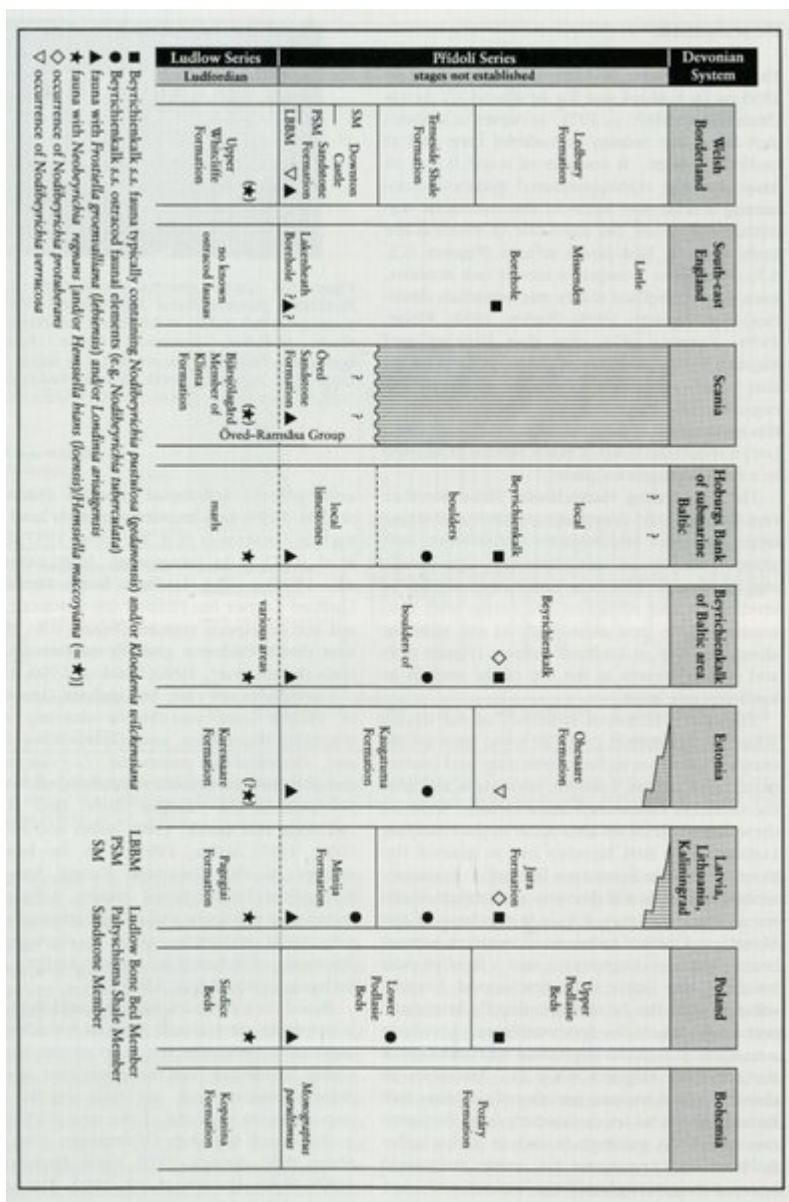 Devonian
System
Přídolí Series
stages not established
Ludlow Series
Ludfordian
Welsh
Borderland
Ledbury
Formation
Temeside Shale
Formation
SM
Downton
Castle
PSM
Sandstone
Formation
LBBM
Upper
Whitcliffe
Formation
South-east
England
Little
Missenden
Borehole
Lakenheath
Borehole ? ?
no known
ostracod faunas
Scania
? ?
Öved
Sandstone
Formation
Bjärsjölagård
Member of
Klinta
Formation
Öved–Ramsåsa Group
Hoburgs Bank
of submarine
Baltic
? ?
local
Beyrichienkalk
boulders
local
limestones
marls
Beyrichienkalk
of Baltic area
Beyrichienkalk
boulders of
various areas
Estonia
Ohesaare
Formation
Kaugatuma
Formation
(?★)
Kuressaare
Formation
Latvia,
Lithuania,
Kaliningrad
Jura
Formation
Minija
Formation
Pagegiai
Formation
Poland
Upper
Podlasie
Beds
Lower
Podlasie
Beds
Siedlce
Beds
Bohemia
Požáry
Formation
Monograptus
parultimus
Kopanina
Formation
■ Beyrichienkalk s.s. fauna typically containing Nodibeyrichia pustulosa (gedanensis) and/or Kloedenia wilckensiana
● Beyrichienkalk s.s. ostracod faunal elements (e.g. Nodibeyrichia tuberculata)
▲ fauna with Frostiella groenvalliana (lebiensis) and/or Londinia arisaigensis
★ fauna with Neobeyrichia regnans [and/or Hemsiella hians (loensis)/Hemsiella maccoyiana (= ★)]
◇ occurrence of Nodibeyrichia protuberans
▽ occurrence of Nodibeyrichia verrucosa
LBBM Ludlow Bone Bed Member
PSM Paltyschisma Shale Member
SM Sandstone Member